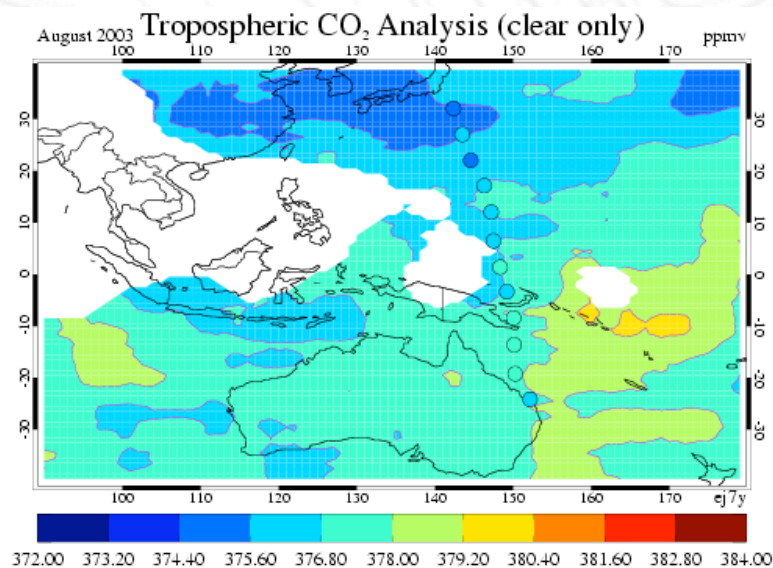 August 2003 Tropospheric CO₂ Analysis (clear only) ppmv
100 110 120 130 140 150 160 170
30 30
20 20
10 10
0 0
-10 -10
-20 -20
-30 -30
100 110 120 130 140 150 160 170 ej7y
372.00 373.20 374.40 375.60 376.80 378.00 379.20 380.40 381.60 382.80 384.00